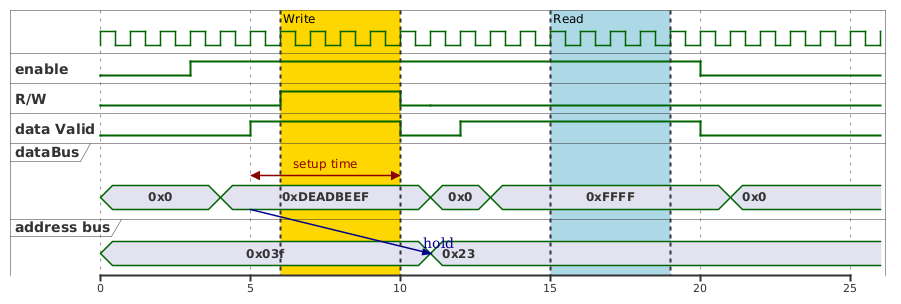 Write Read
enable
R/W
data Valid
dataBus
setup time
0x0 0xDEADBEEF 0x0 0xFFFF 0x0
address bus
hold
0x03f 0x23
0 5 10 15 20 25